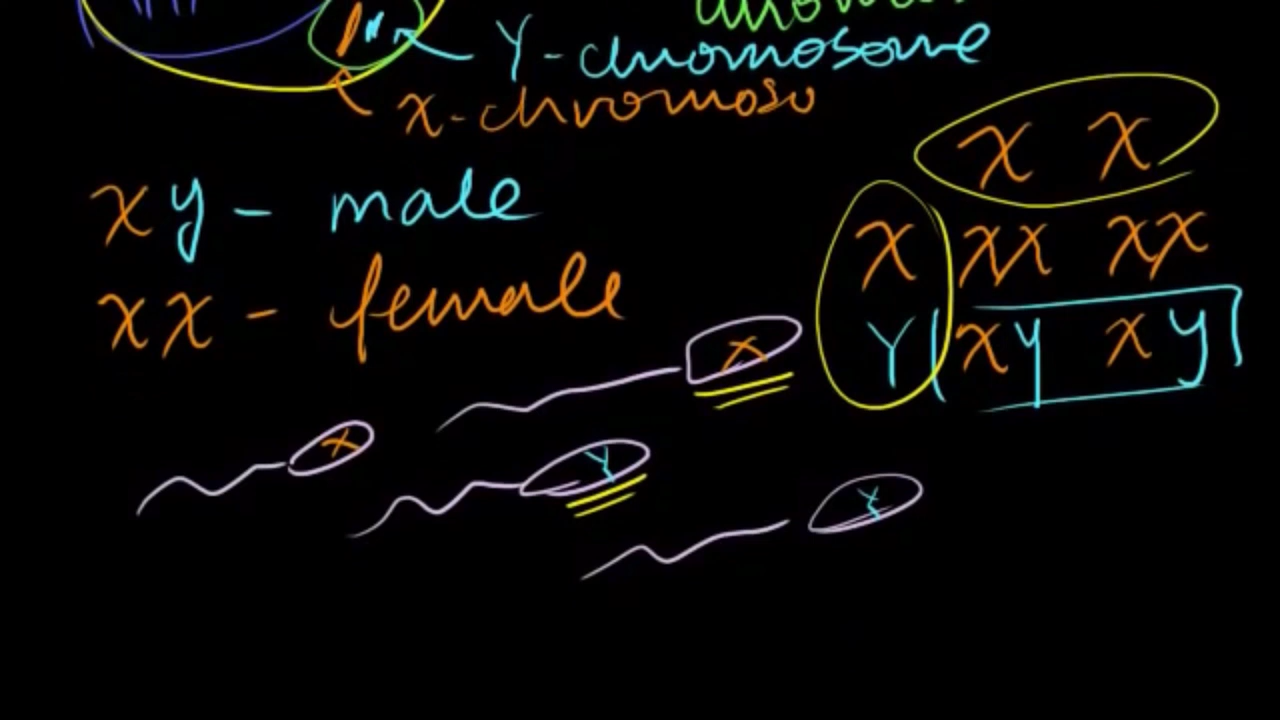 Y-chromosome
x-chromoso
xy - male
xx - female
X X
X XX XX
Y xy xy
X
X
Y
Y